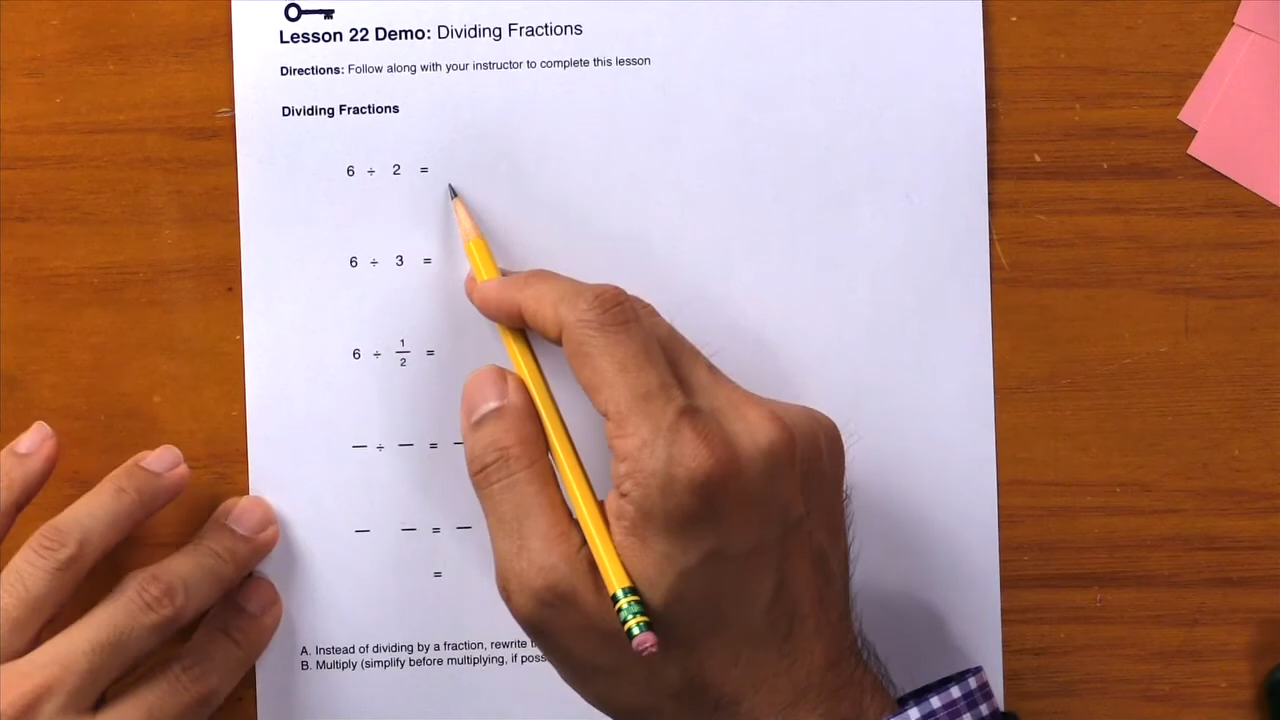 Lesson 22 Demo: Dividing Fractions
Directions: Follow along with your instructor to complete this lesson
Dividing Fractions
6 ÷ 2 =
6 ÷ 3 =
6 ÷ 1/2 =
— ÷ — = —
— — = —
=
A. Instead of dividing by a fraction, rewrite
B. Multiply (simplify before multiplying, if